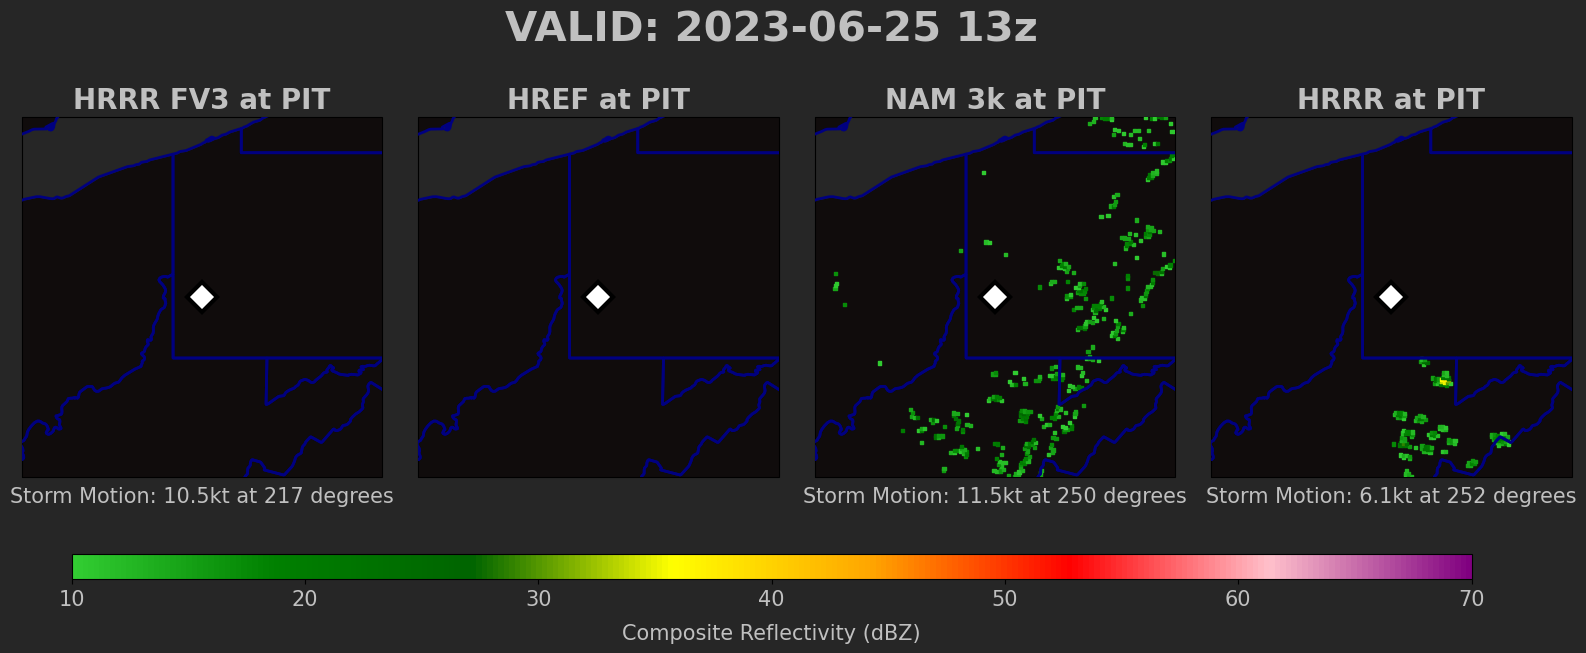 VALID: 2023-06-25 13z
HRRR FV3 at PIT
HREF at PIT
NAM 3k at PIT
HRRR at PIT
Storm Motion: 10.5kt at 217 degrees
Storm Motion: 11.5kt at 250 degrees
Storm Motion: 6.1kt at 252 degrees
10 20 30 40 50 60 70
Composite Reflectivity (dBZ)